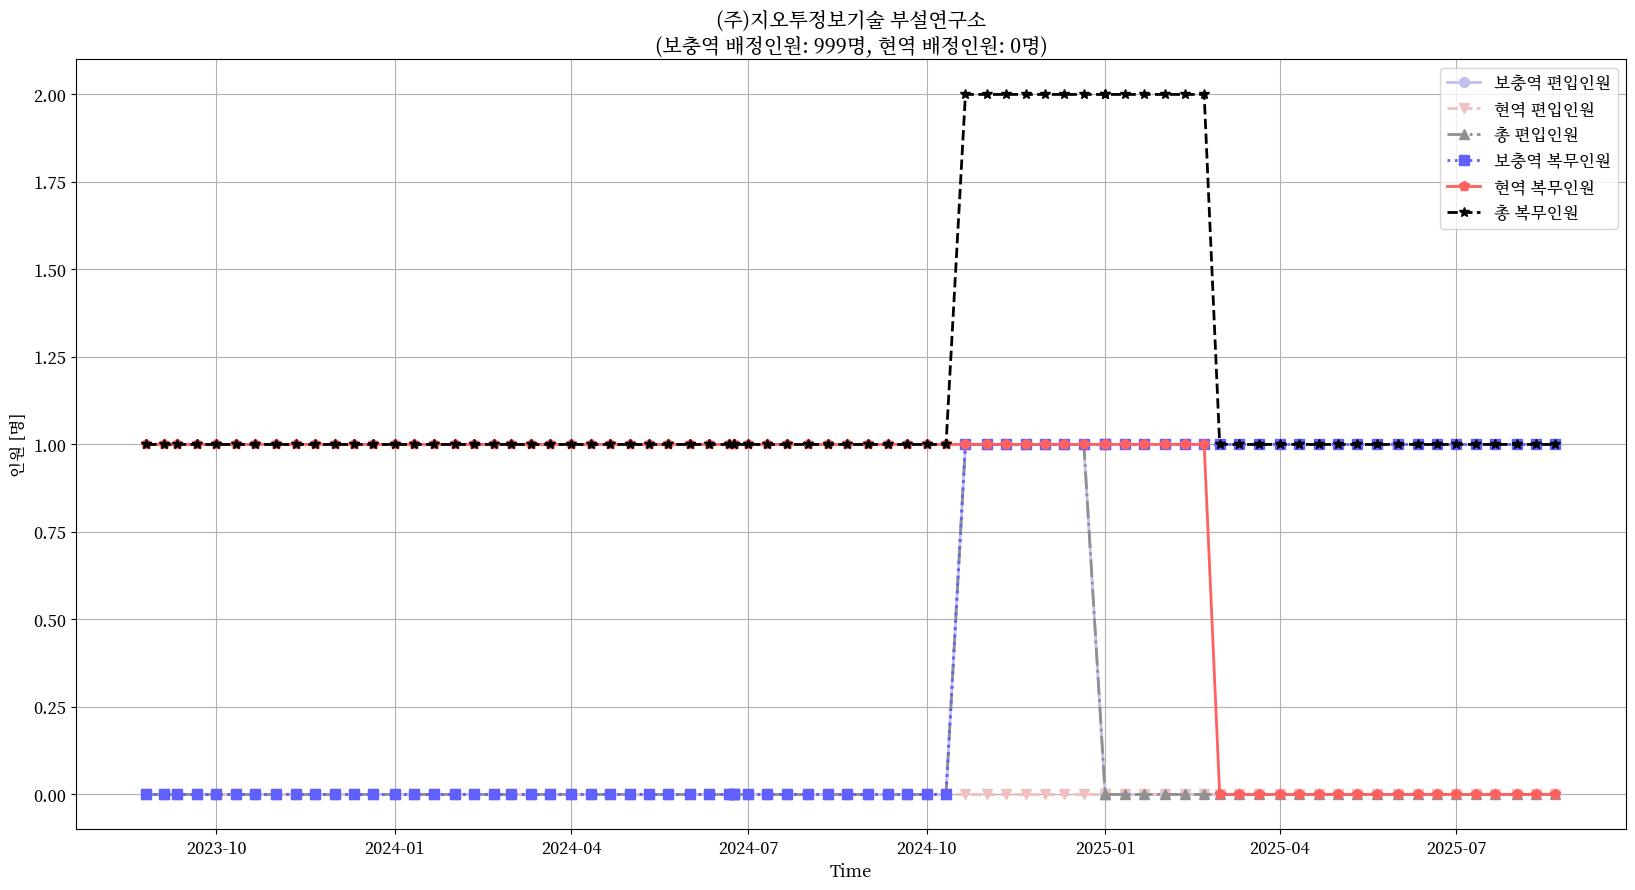 (주)지오투정보기술 부설연구소
(보충역 배정인원: 999명, 현역 배정인원: 0명)
보충역 편입인원
현역 편입인원
총 편입인원
보충역 복무인원
현역 복무인원
총 복무인원
인원 [명]
2.00
1.75
1.50
1.25
1.00
0.75
0.50
0.25
0.00
2023-10
2024-01
2024-04
2024-07
2024-10
2025-01
2025-04
2025-07
Time